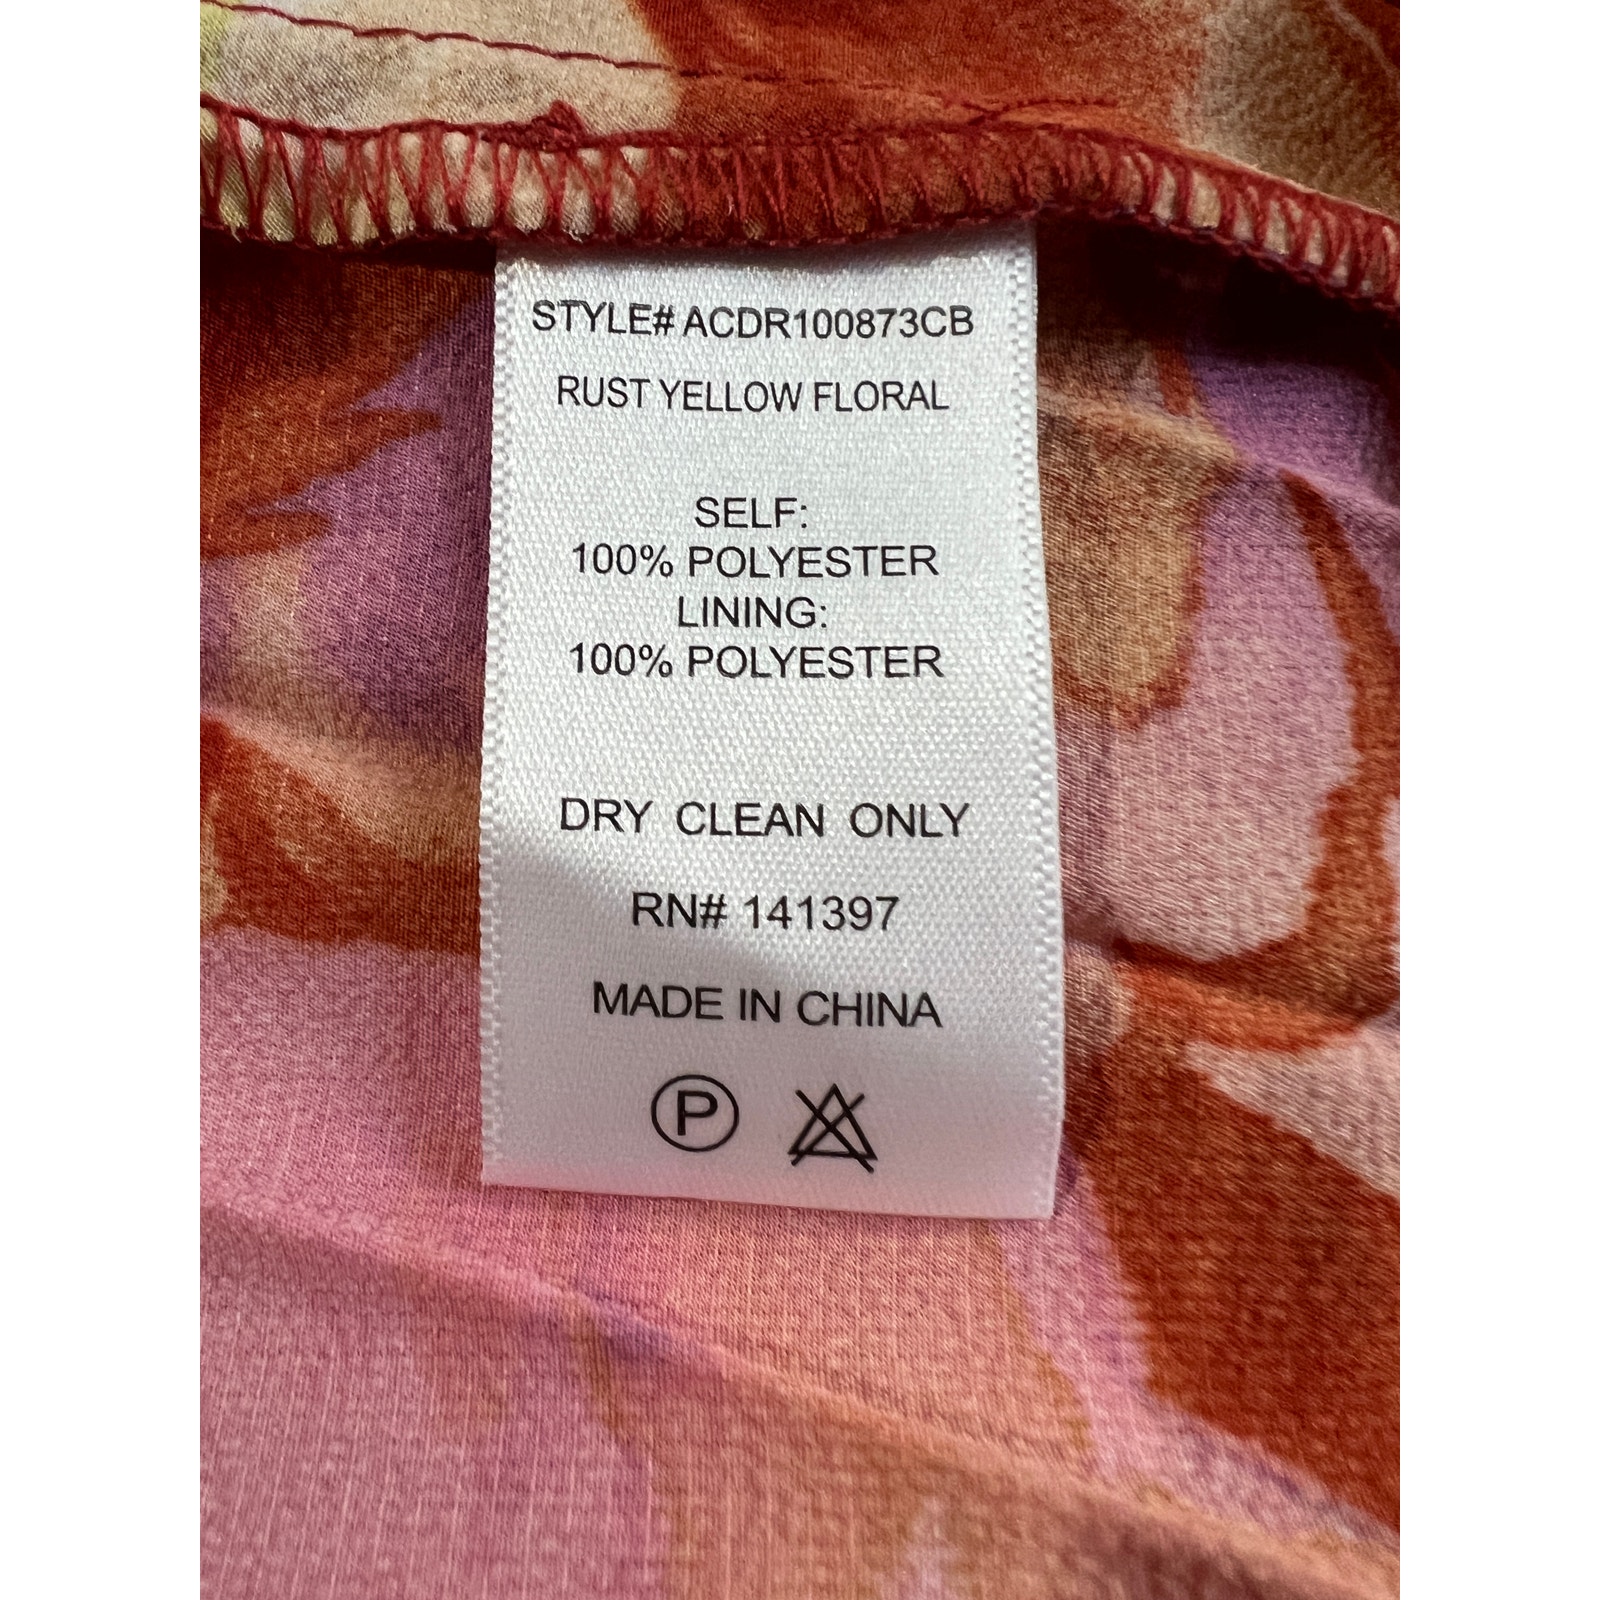 STYLE# ACDR100873CB
RUST YELLOW FLORAL
SELF:
100% POLYESTER
LINING:
100% POLYESTER
DRY CLEAN ONLY
RN# 141397
MADE IN CHINA
P